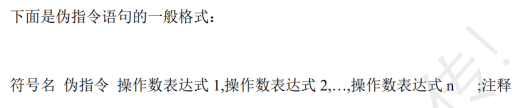 下面是伪指令语句的一般格式：
符号名 伪指令 操作数表达式 1,操作数表达式 2,…,操作数表达式 n ;注释
传!